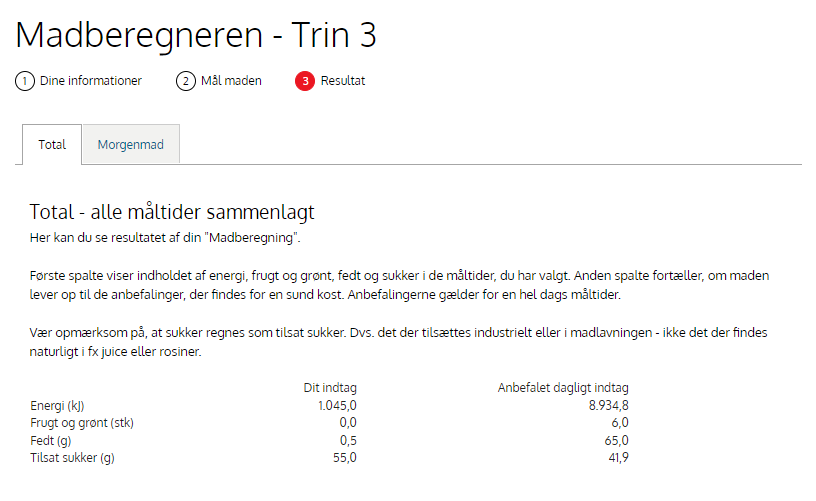 Madberegneren - Trin 3
1 Dine informationer 2 Mål maden 3 Resultat
Total Morgenmad
Total - alle måltider sammenlagt
Her kan du se resultatet af din "Madberegning".
Første spalte viser indholdet af energi, frugt og grønt, fedt og sukker i de måltider, du har valgt. Anden spalte fortæller, om maden
lever op til de anbefalinger, der findes for en sund kost. Anbefalingerne gælder for en hel dags måltider.
Vær opmærksom på, at sukker regnes som tilsat sukker. Dvs. det der tilsættes industrielt eller i madlavningen - ikke det der findes
naturligt i fx juice eller rosiner.
Dit indtag Anbefalet dagligt indtag
Energi (kJ) 1.045,0 8.934,8
Frugt og grønt (stk) 0,0 6,0
Fedt (g) 0,5 65,0
Tilsat sukker (g) 55,0 41,9